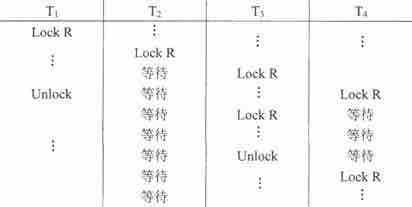 T₁ T₂ T₃ T₄
Lock R ⋮ ⋮ ⋮
⋮ Lock R
等待 Lock R
Unlock 等待 ⋮ Lock R
等待 Lock R 等待
⋮ 等待 ⋮ 等待
等待 Unlock 等待
等待 ⋮ Lock R
等待 ⋮